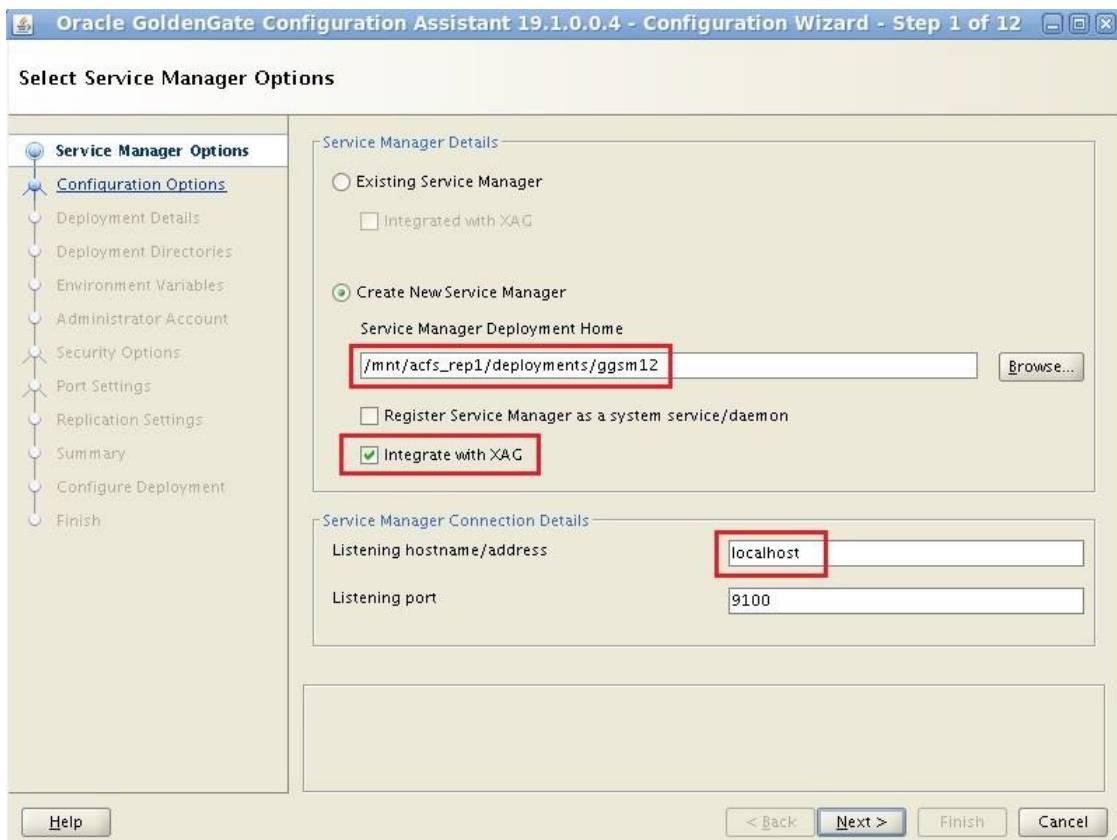 Oracle GoldenGate Configuration Assistant 19.1.0.0.4 - Configuration Wizard - Step 1 of 12
Select Service Manager Options
Service Manager Options
Configuration Options
Deployment Details
Deployment Directories
Environment Variables
Administrator Account
Security Options
Port Settings
Replication Settings
Summary
Configure Deployment
Finish
Service Manager Details
Existing Service Manager
Integrated with XAG
Create New Service Manager
Service Manager Deployment Home
/mnt/acfs_rep1/deployments/ggsm12
Browse...
Register Service Manager as a system service/daemon
Integrate with XAG
Service Manager Connection Details
Listening hostname/address
localhost
Listening port
9100
Help
< Back
Next >
Finish
Cancel